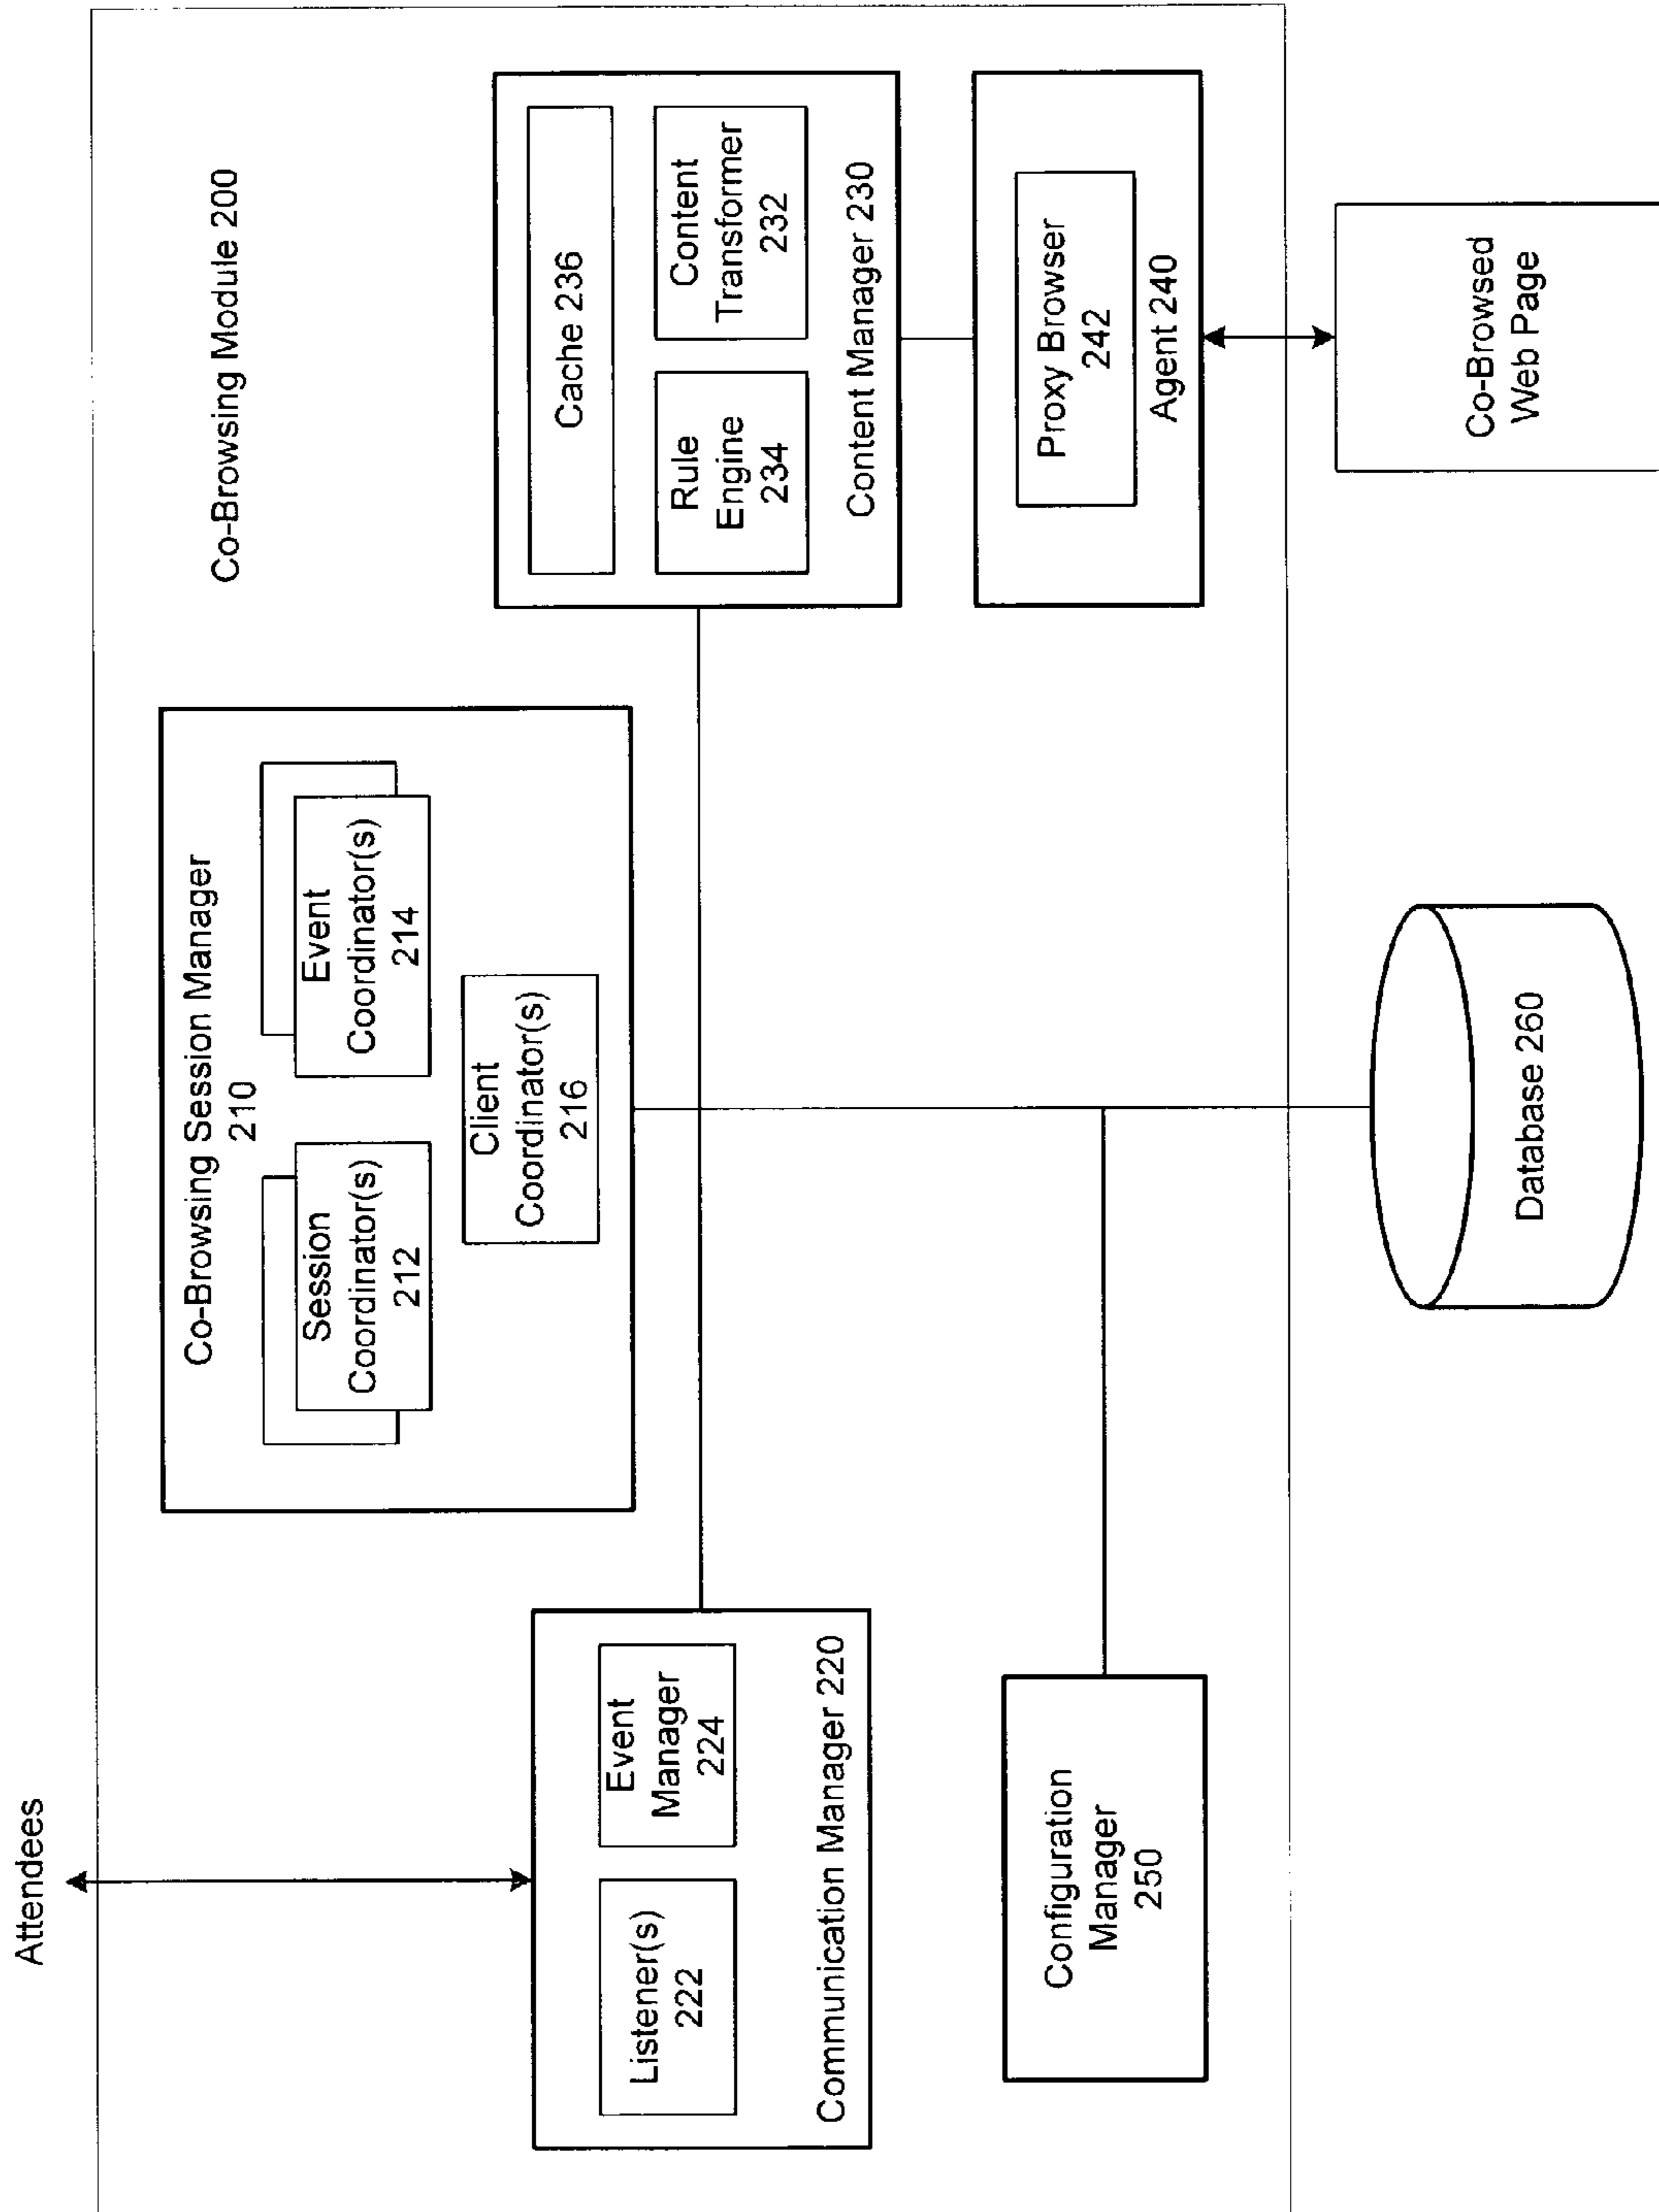 Attendees
Co-Browsing Module 200
Co-Browsing Session Manager
210
Session
Coordinator(s)
212
Event
Coordinator(s)
214
Client
Coordinator(s)
216
Listener(s)
222
Event
Manager
224
Communication Manager 220
Cache 236
Rule
Engine
234
Content
Transformer
232
Content Manager 230
Configuration
Manager
250
Proxy Browser
242
Agent 240
Database 260
Co-Browsed
Web Page